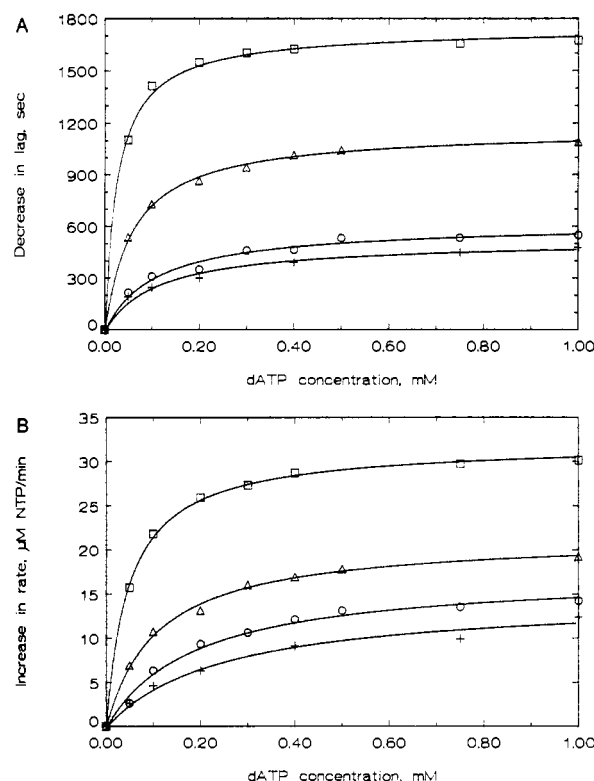 A
1800
1500
1200
900
600
300
0
Decrease in lag, sec
0.00 0.20 0.40 0.60 0.80 1.00
dATP concentration, mM
B
35
30
25
20
15
10
5
0
Increase in rate, μM NTP/min
0.00 0.20 0.40 0.60 0.80 1.00
dATP concentration, mM